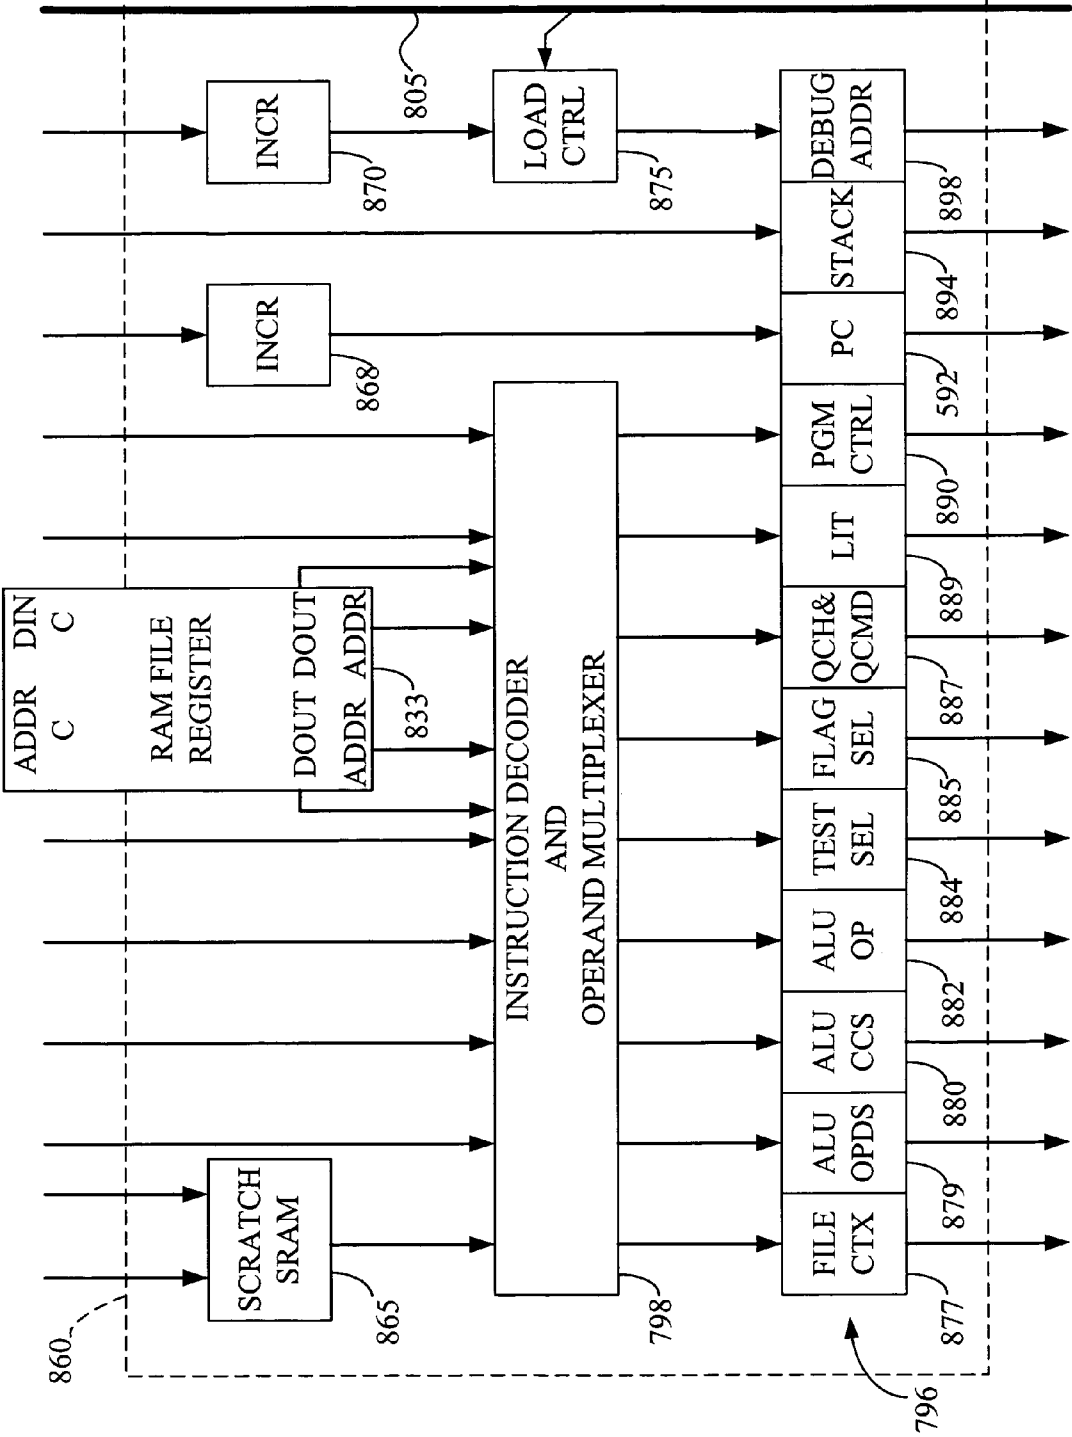 860
805
ADDR DIN
C C
RAM FILE
REGISTER
DOUT DOUT
ADDR ADDR
833
SCRATCH
SRAM
865
INCR
868
INCR
870
LOAD
CTRL
875
INSTRUCTION DECODER
AND
OPERAND MULTIPLEXER
798
FILE
CTX
877
ALU
OPDS
879
ALU
CCS
880
ALU
OP
882
TEST
SEL
884
FLAG
SEL
885
QCH&
QCMD
887
LIT
889
PGM
CTRL
890
PC
592
STACK
894
DEBUG
ADDR
898
796